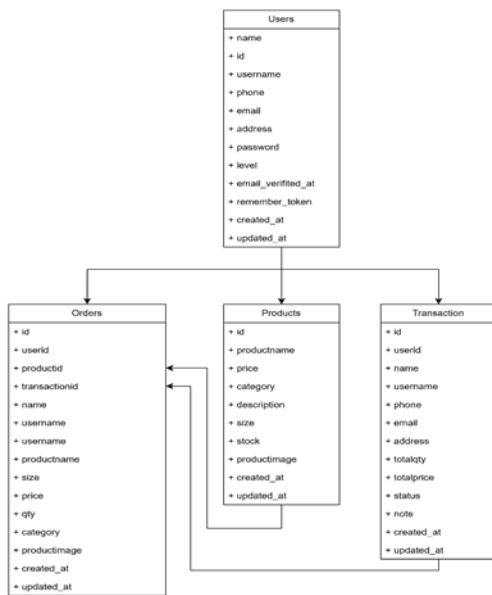 Users
+ name
+ id
+ username
+ phone
+ email
+ address
+ password
+ level
+ email_verifited_at
+ remember_token
+ created_at
+ updated_at
Orders
+ id
+ userid
+ productid
+ transactionid
+ name
+ username
+ username
+ productname
+ size
+ price
+ qty
+ category
+ productimage
+ created_at
+ updated_at
Products
+ id
+ productname
+ price
+ category
+ description
+ size
+ stock
+ productimage
+ created_at
+ updated_at
Transaction
+ id
+ userid
+ name
+ username
+ phone
+ email
+ address
+ totalqty
+ totalprice
+ status
+ note
+ created_at
+ updated_at